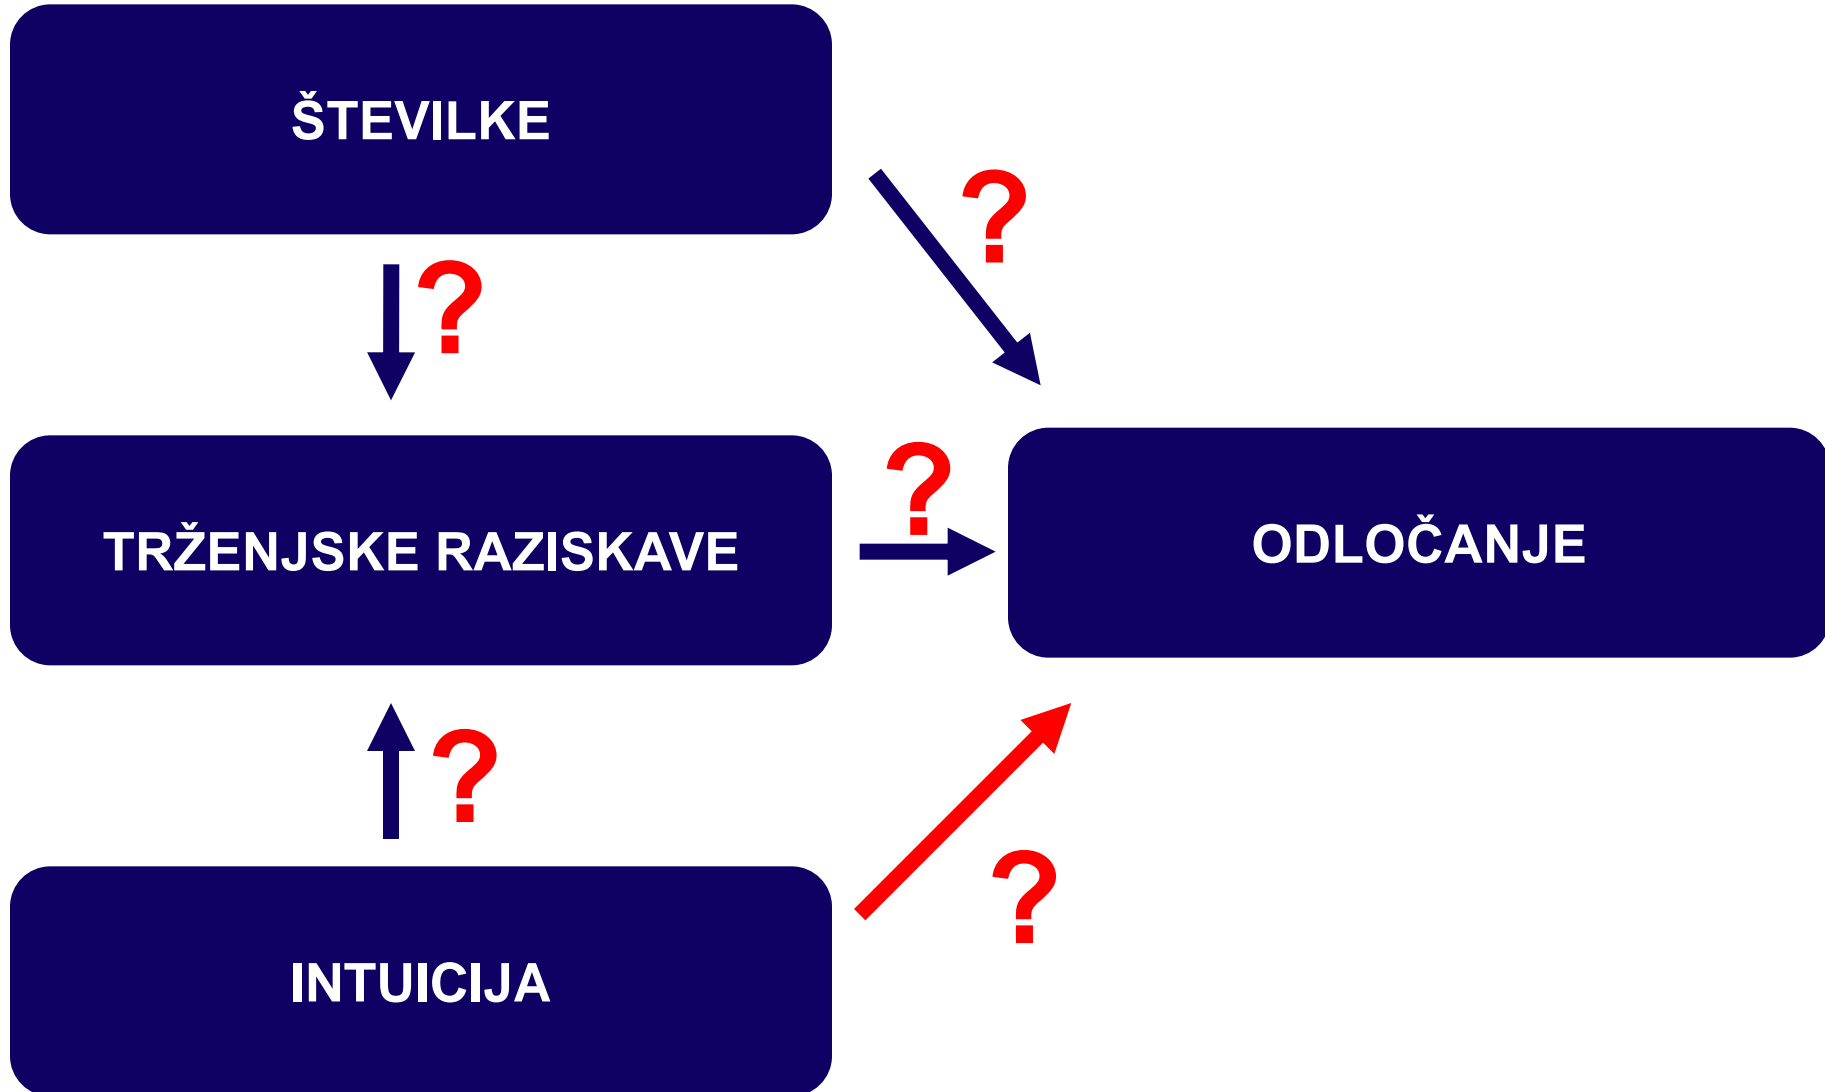 ŠTEVILKE
?
?
?
TRŽENJSKE RAZISKAVE
ODLOČANJE
?
?
INTUICIJA